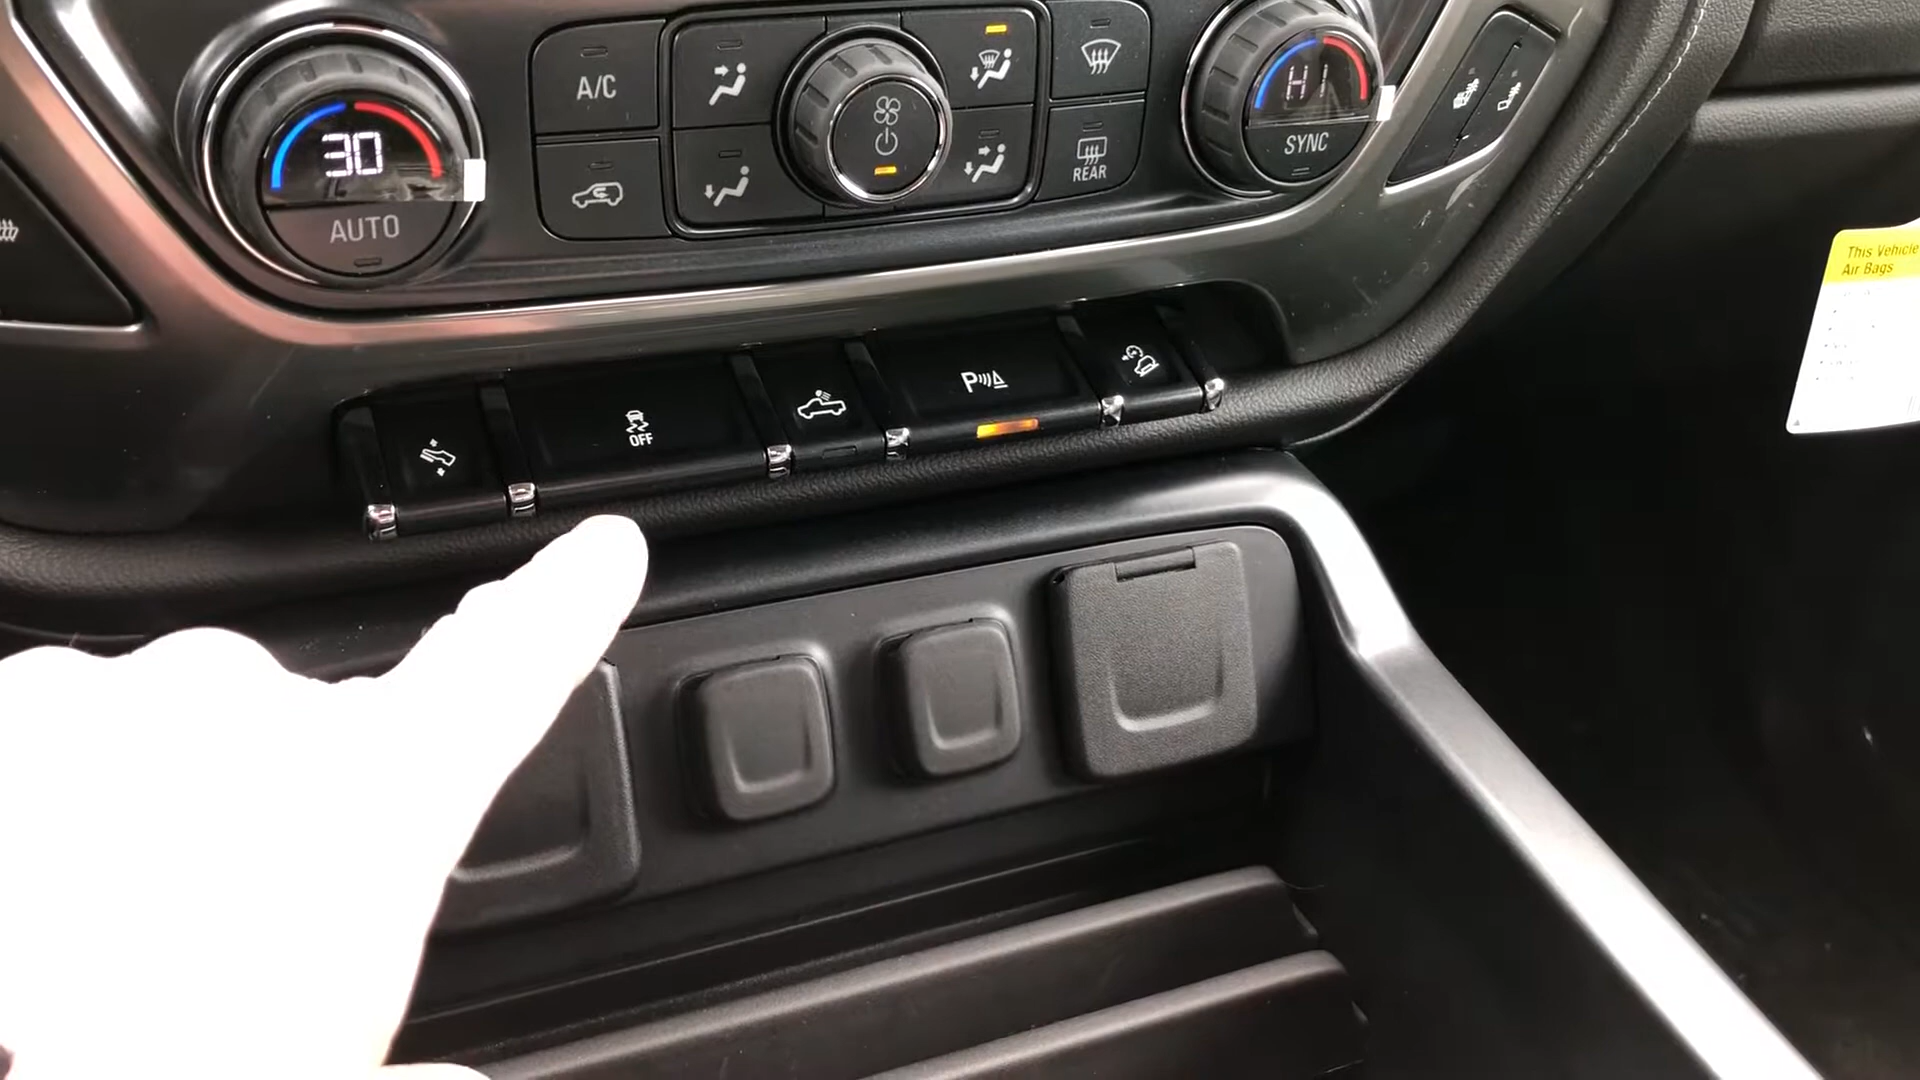 30
AUTO
A/C
REAR
HI
SYNC
OFF
P
This Vehicle
Air Bags